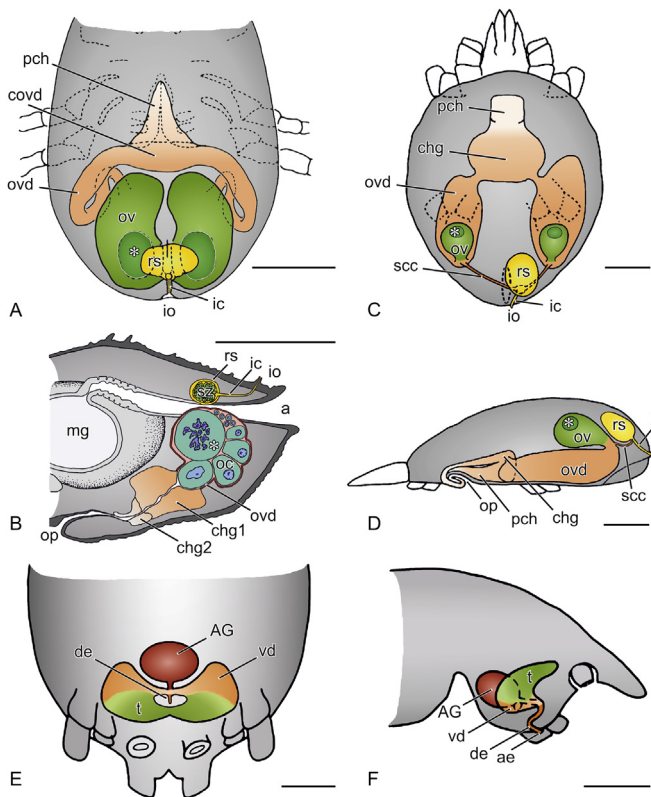 pch
covd
ovd
ov
*
rs
ic
io
A
pch
chg
ovd
*
ov
rs
scc
ic
io
C
rs
ic
io
sz
a
mg
*
oc
ovd
chg1
chg2
op
B
*
ov
rs
ovd
scc
op
pch
chg
D
AG
de
vd
t
E
t
AG
vd
de
ae
F